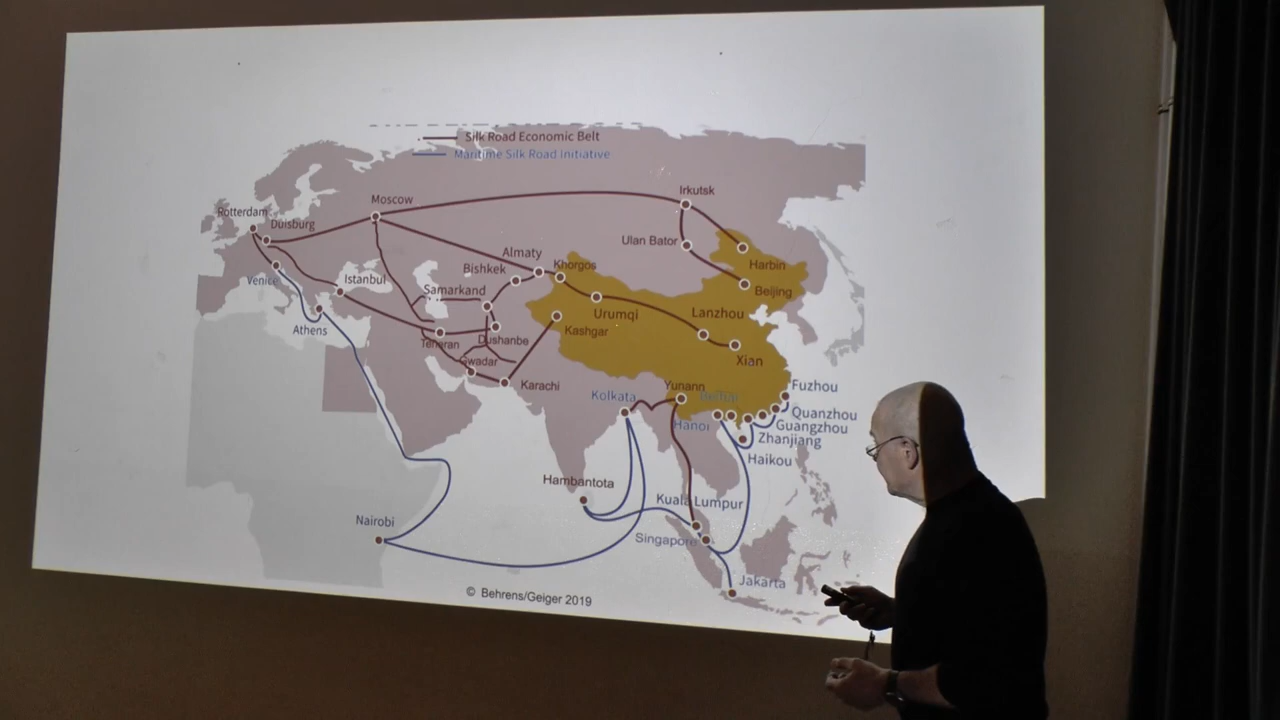 Silk Road Economic Belt
Maritime Silk Road Initiative
Irkutsk
Moscow
Rotterdam
Duisburg
Ulan Bator
Almaty
Khorgos
Harbin
Bishkek
Venice
Istanbul
Samarkand
Beijing
Urumqi
Lanzhou
Athens
Kashgar
Teheran
Dushanbe
Gwadar
Xian
Karachi
Yunann
Fuzhou
Kolkata
Quanzhou
Hanoi
Guangzhou
Zhanjiang
Haikou
Hambantota
Kuala Lumpur
Nairobi
Singapore
Jakarta
© Behrens/Geiger 2019